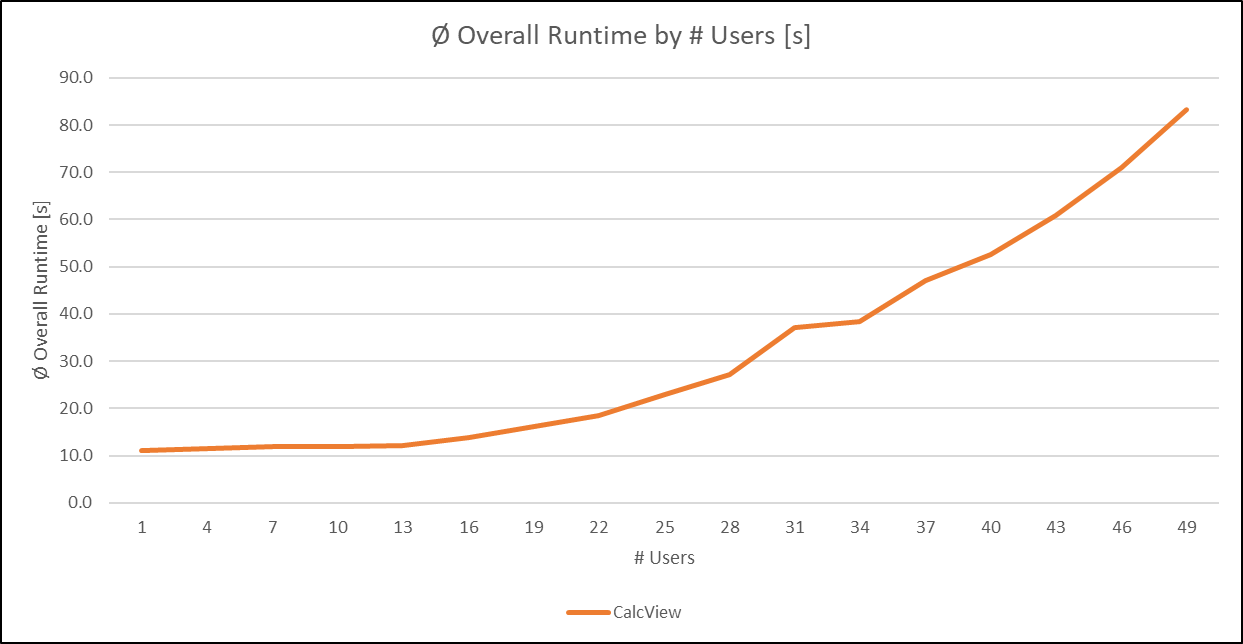 Ø Overall Runtime by # Users [s]
90.0
80.0
70.0
60.0
50.0
40.0
30.0
20.0
10.0
0.0
Ø Overall Runtime [s]
1 4 7 10 13 16 19 22 25 28 31 34 37 40 43 46 49
# Users
CalcView